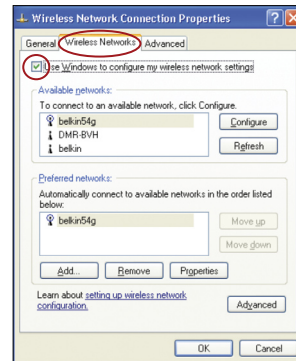 Wireless Network Connection Properties
General Wireless Networks Advanced
Use Windows to configure my wireless network settings
Available networks:
To connect to an available network, click Configure.
belkin54g
DMR-BVH
belkin
Configure
Refresh
Preferred networks:
Automatically connect to available networks in the order listed
below:
belkin54g
Move up
Move down
Add... Remove Properties
Learn about setting up wireless network
configuration.
Advanced
OK Cancel